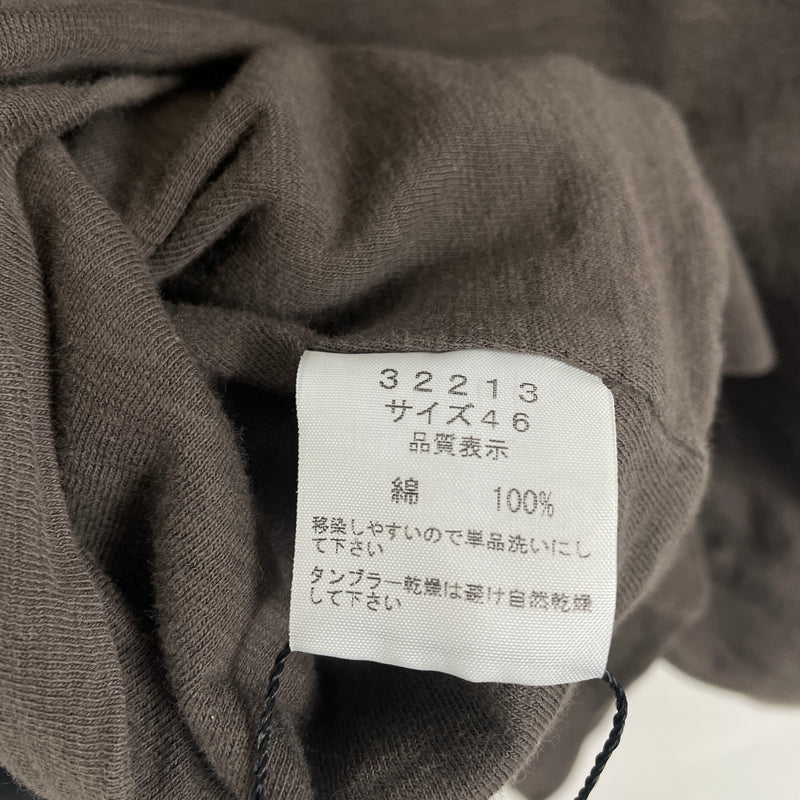 ３２２１３
サイズ４６
品質表示
綿 100%
移染しやすいので単品洗いにし
て下さい
タンブラー乾燥は避け自然乾燥
して下さい